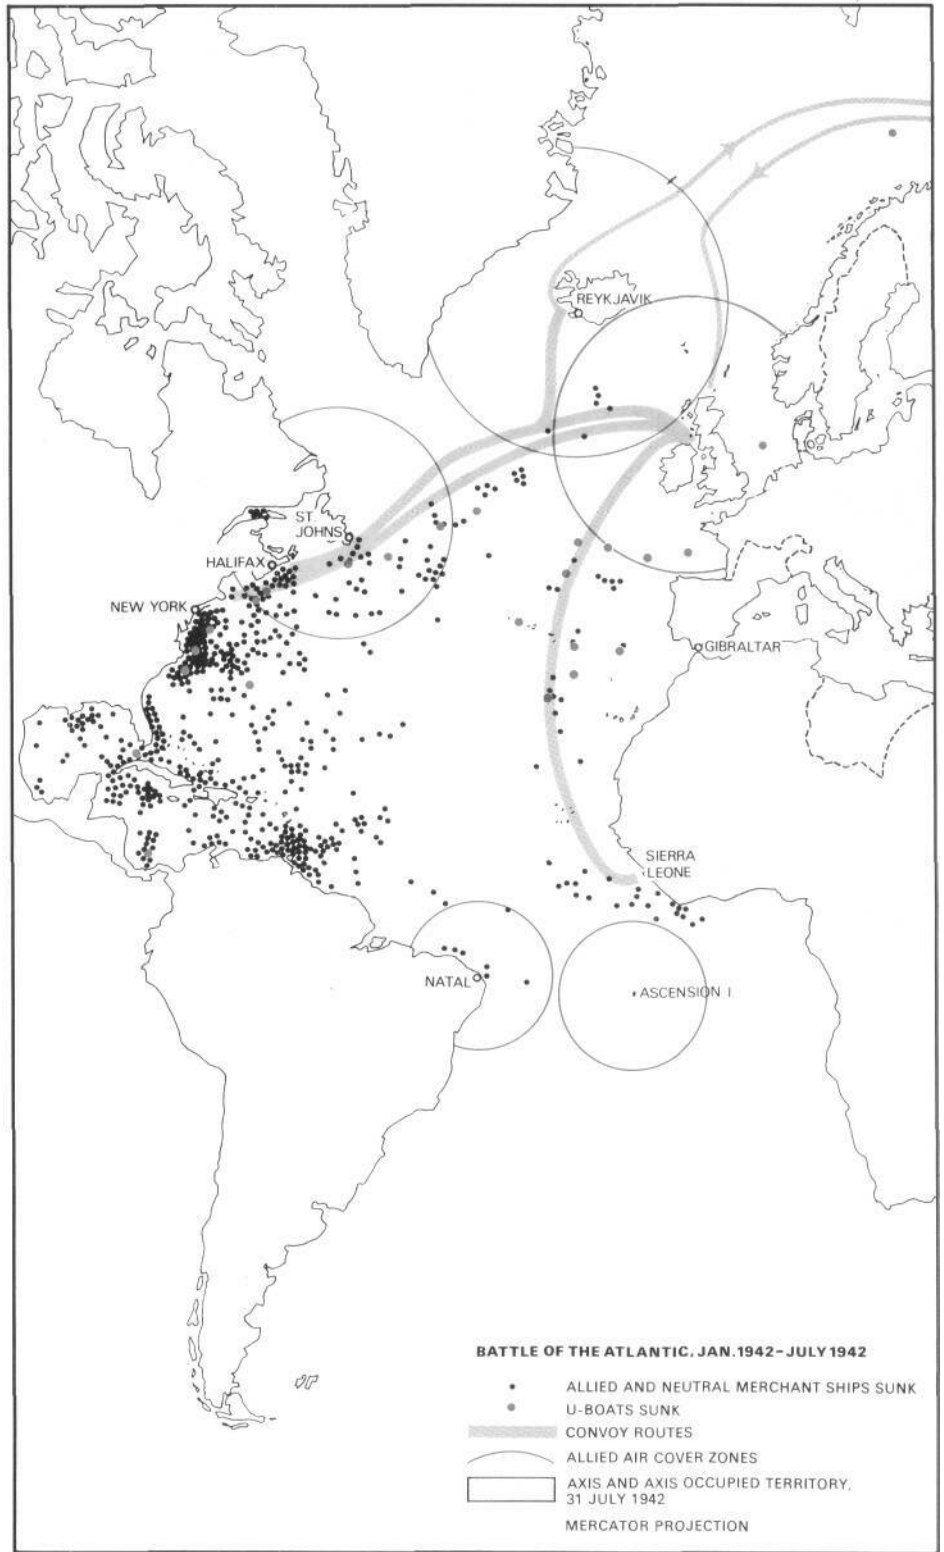 REYKJAVIK
ST.
JOHNS
HALIFAX
NEW YORK
GIBRALTAR
SIERRA
LEONE
NATAL
ASCENSION I.
BATTLE OF THE ATLANTIC, JAN.1942–JULY 1942
ALLIED AND NEUTRAL MERCHANT SHIPS SUNK
U-BOATS SUNK
CONVOY ROUTES
ALLIED AIR COVER ZONES
AXIS AND AXIS OCCUPIED TERRITORY,
31 JULY 1942
MERCATOR PROJECTION